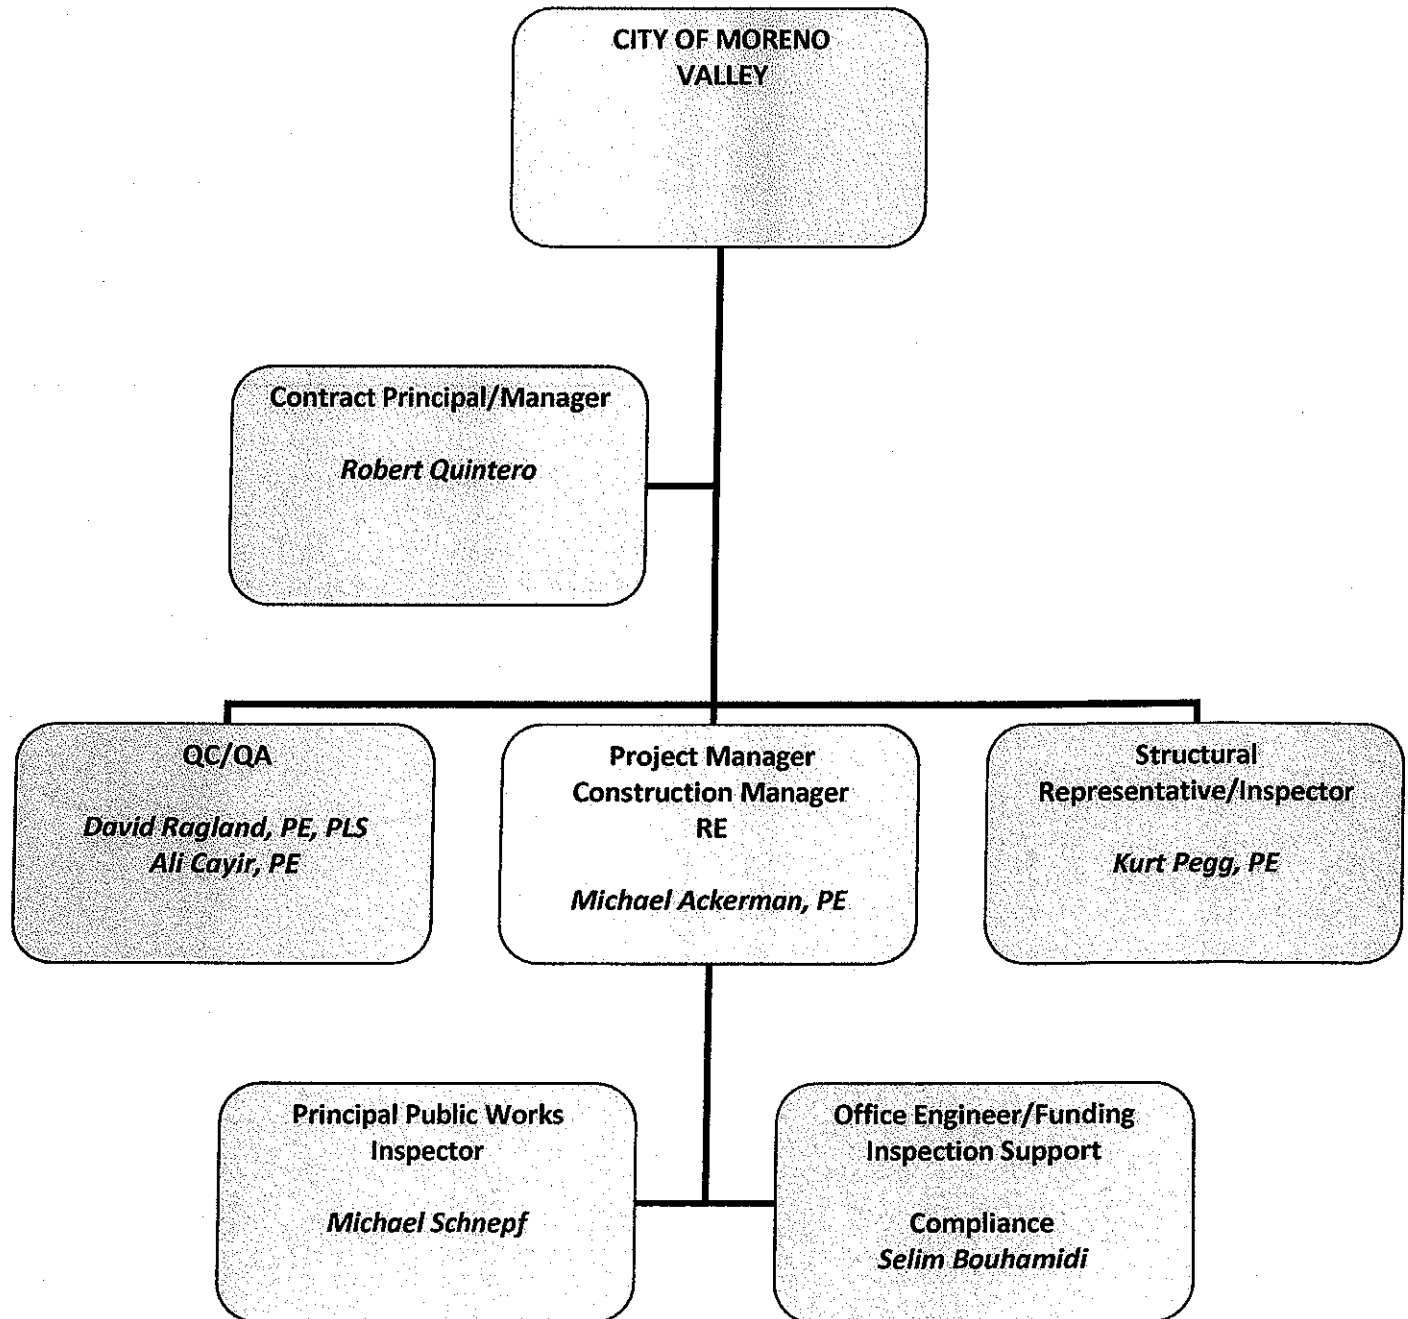 CITY OF MORENO
VALLEY
Contract Principal/Manager
Robert Quintero
QC/QA
David Ragland, PE, PLS
Ali Cayir, PE
Project Manager
Construction Manager
RE
Michael Ackerman, PE
Structural
Representative/Inspector
Kurt Pegg, PE
Principal Public Works
Inspector
Michael Schnepf
Office Engineer/Funding
Inspection Support
Compliance
Selim Bouhamidi